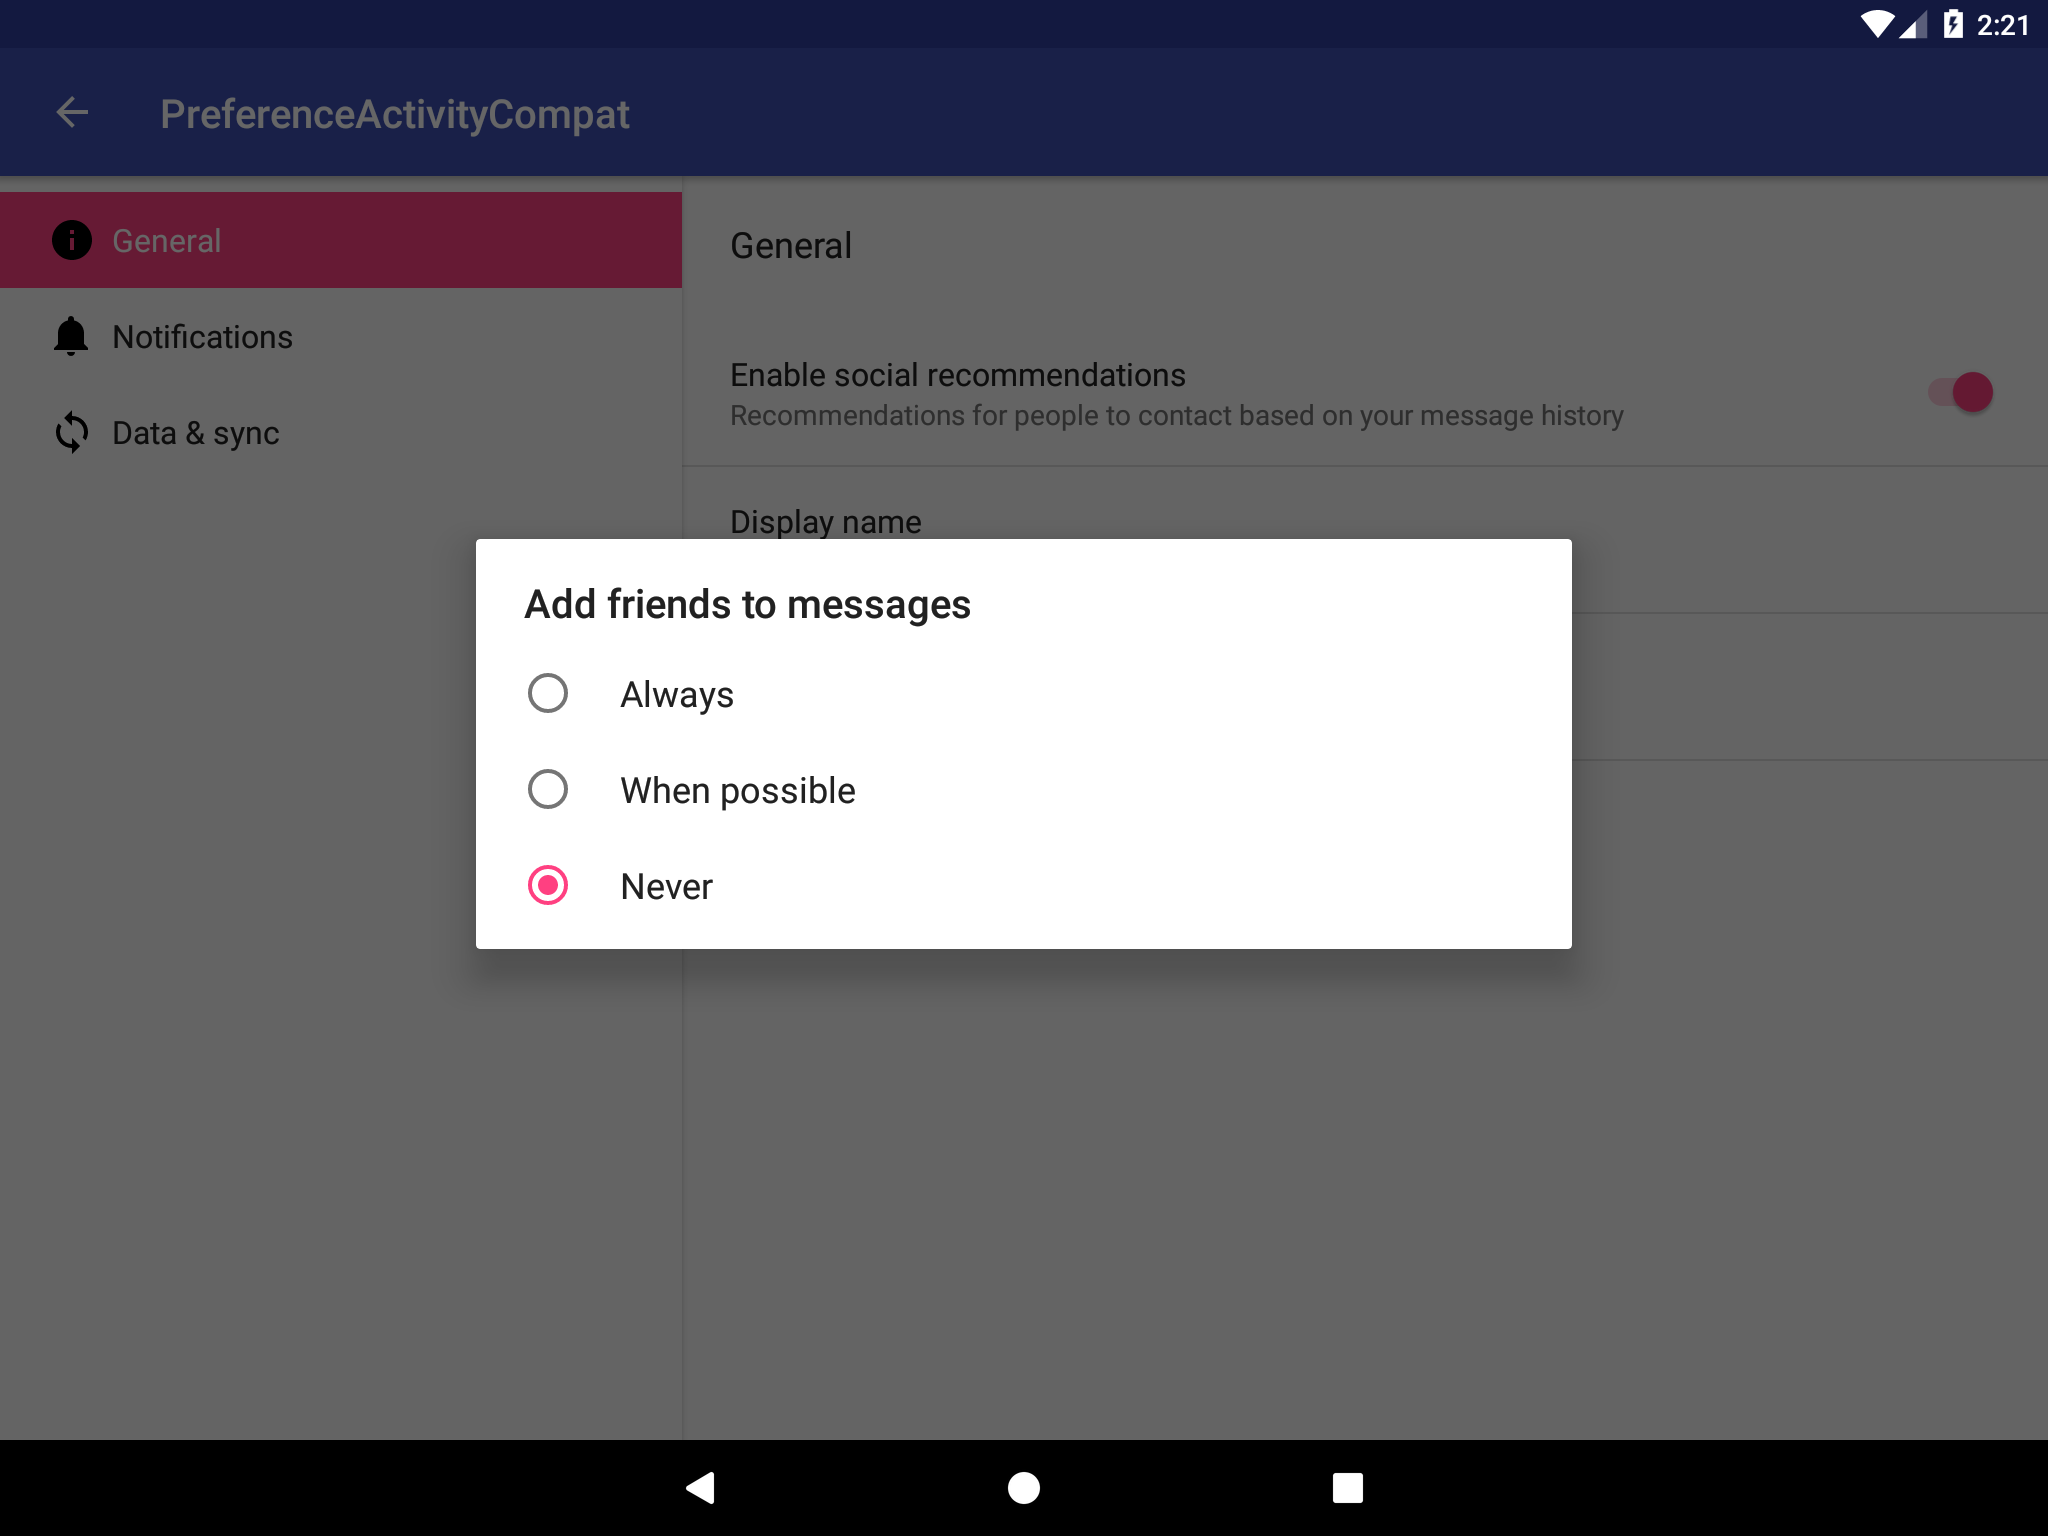 2:21
PreferenceActivityCompat
General
Notifications
Data & sync
General
Enable social recommendations
Recommendations for people to contact based on your message history
Display name
Add friends to messages
Always
When possible
Never